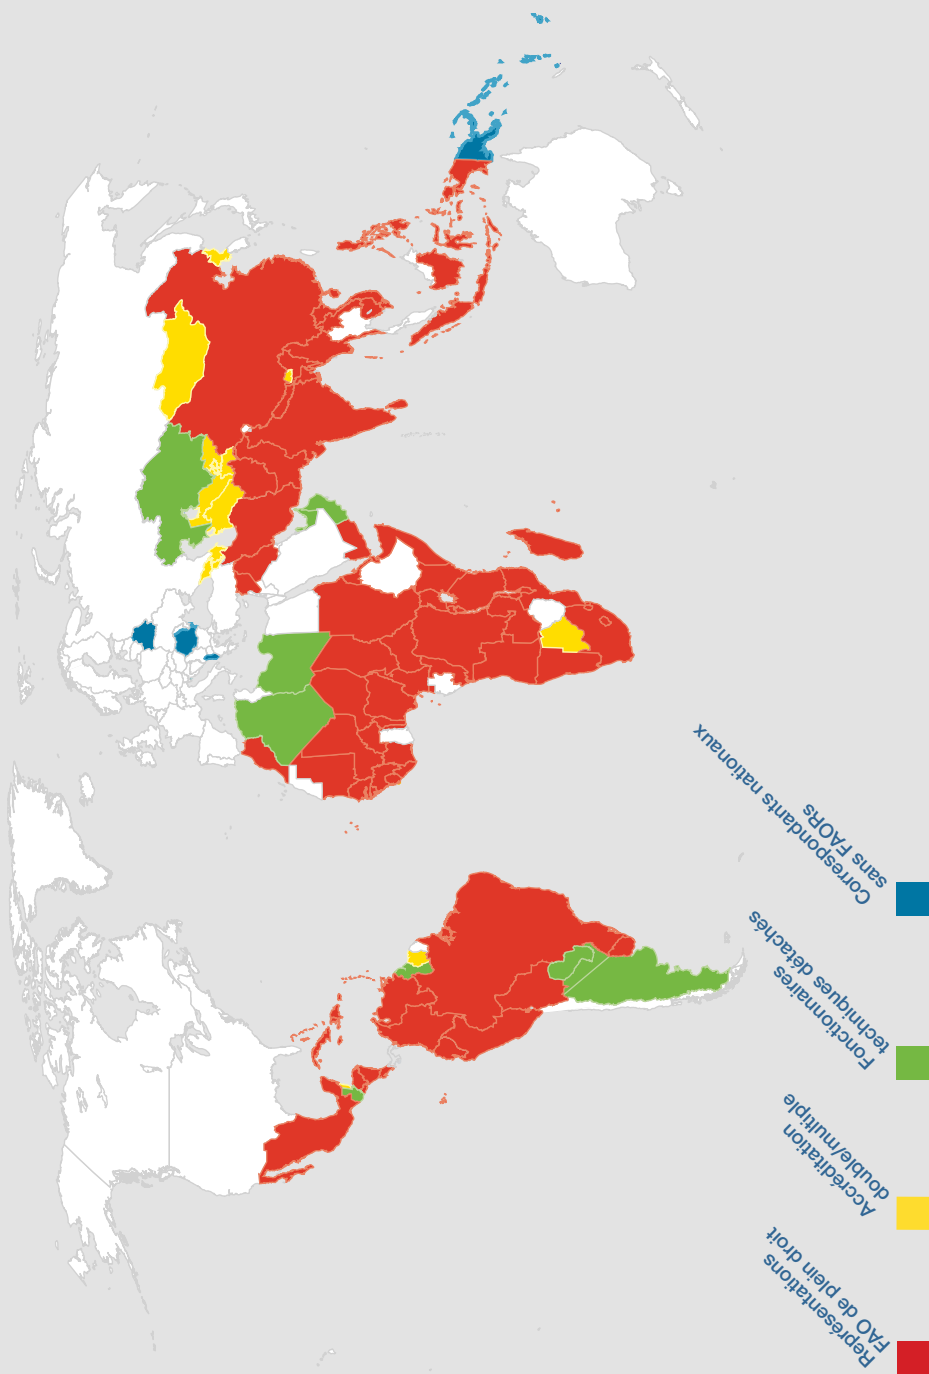 Représentations
FAO de plein droit
Accréditation
double/multiple
Fonctionnaires
techniques détachés
Correspondants nationaux
sans FAORs